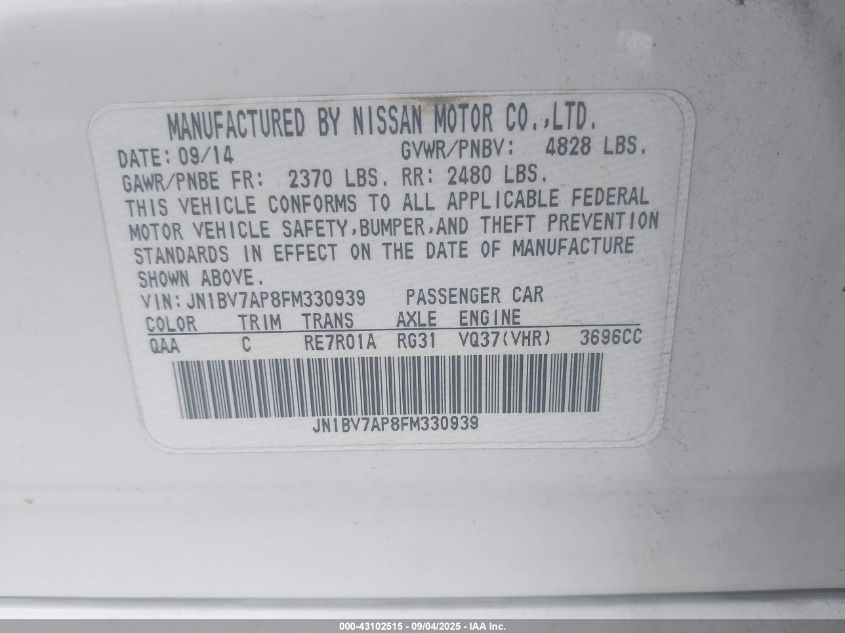 MANUFACTURED BY NISSAN MOTOR CO.,LTD.
DATE: 09/14 GVWR/PNBV: 4828 LBS.
GAWR/PNBE FR: 2370 LBS. RR: 2480 LBS.
THIS VEHICLE CONFORMS TO ALL APPLICABLE FEDERAL
MOTOR VEHICLE SAFETY,BUMPER,AND THEFT PREVENTION
STANDARDS IN EFFECT ON THE DATE OF MANUFACTURE
SHOWN ABOVE.
VIN: JN1BV7AP8FM330939 PASSENGER CAR
COLOR TRIM TRANS AXLE ENGINE
QAA C RE7R01A RG31 VQ37(VHR) 3696CC
JN1BV7AP8FM330939
000-43102515 - 09/04/2025 - IAA Inc.